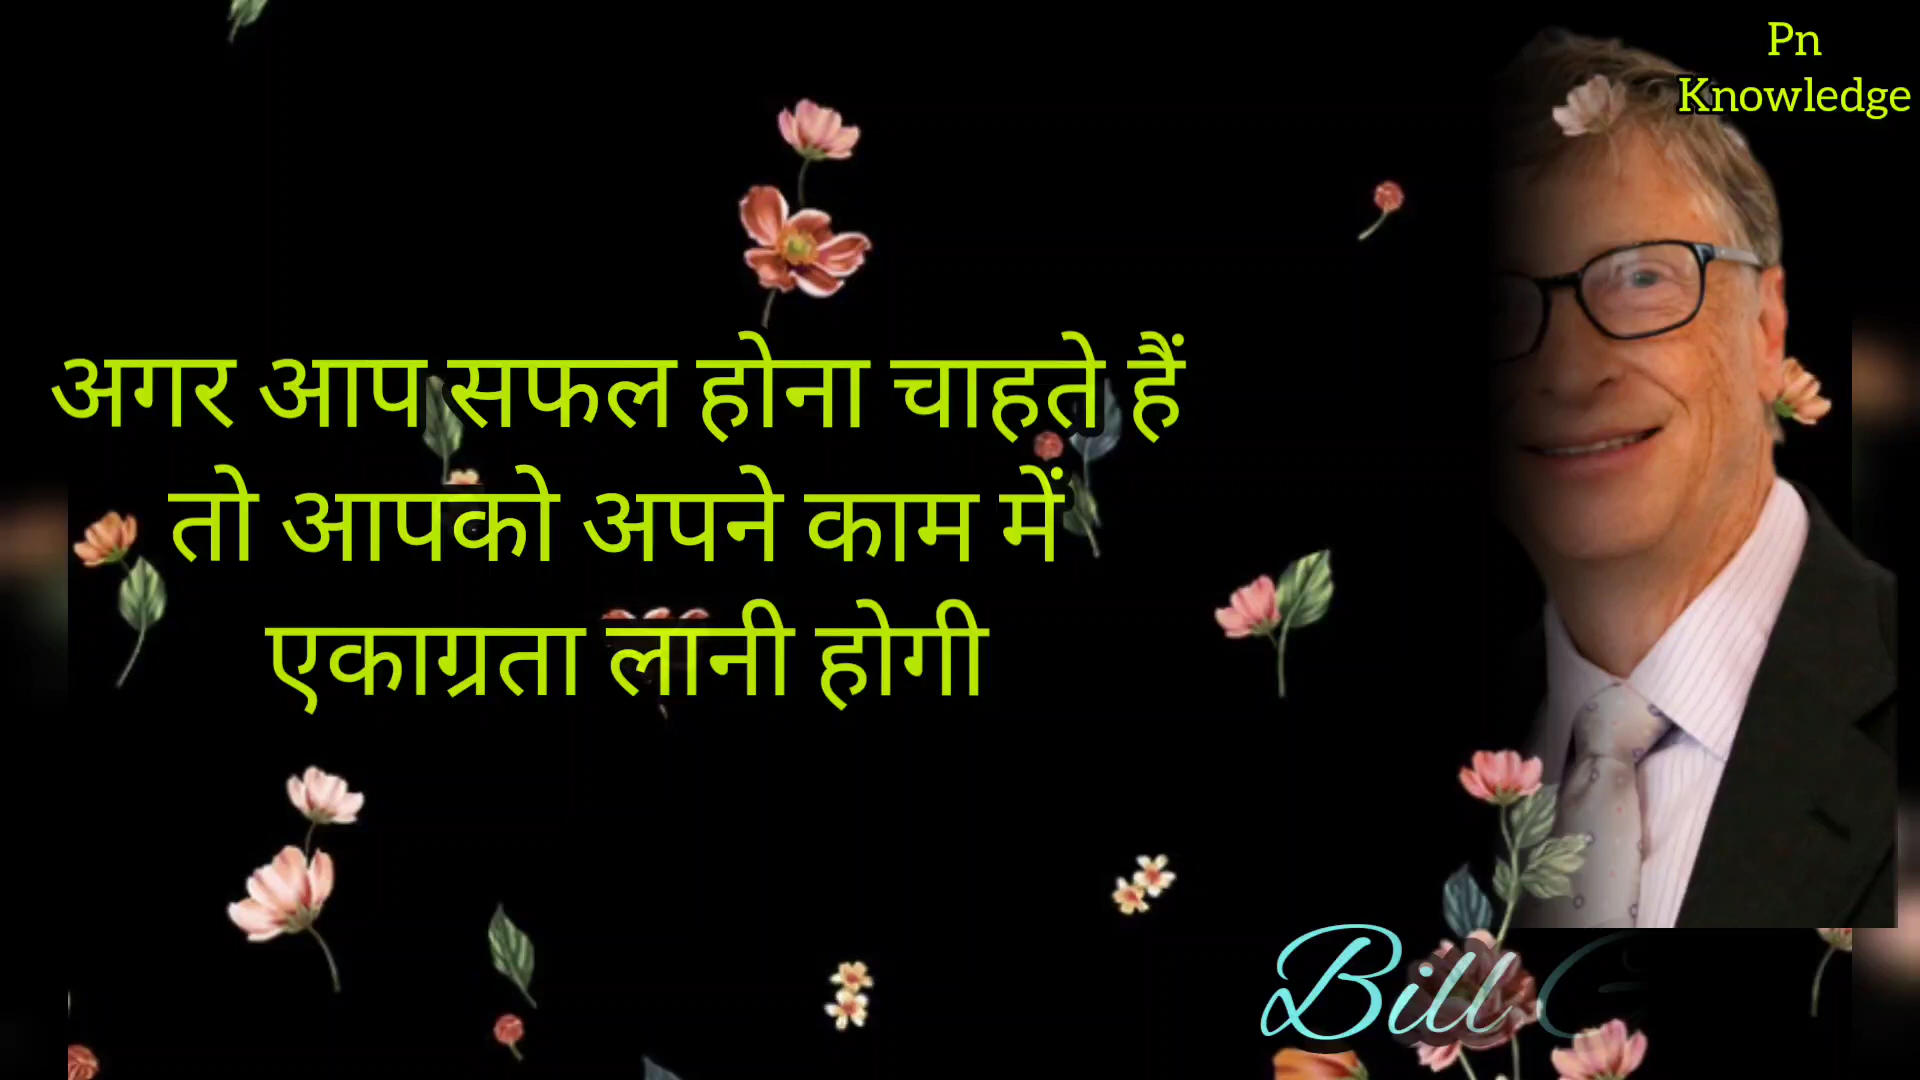 Pn
Knowledge
अगर आप सफल होना चाहते हैं
तो आपको अपने काम में
एकाग्रता लानी होगी
Bill G